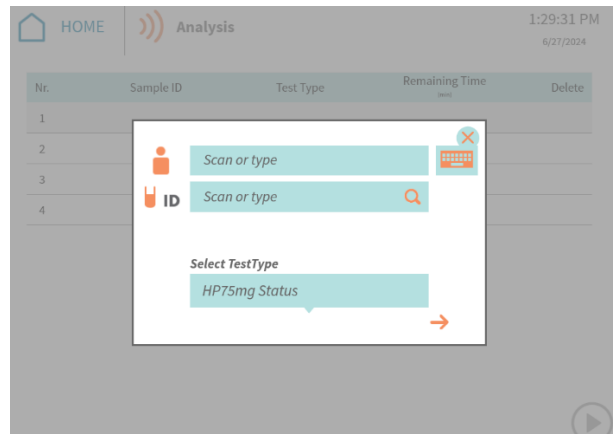 HOME
Analysis
1:29:31 PM
6/27/2024
Nr. Sample ID Test Type Remaining Time Delete
1
2
3
4
Scan or type
ID Scan or type
Select TestType
HP75mg Status